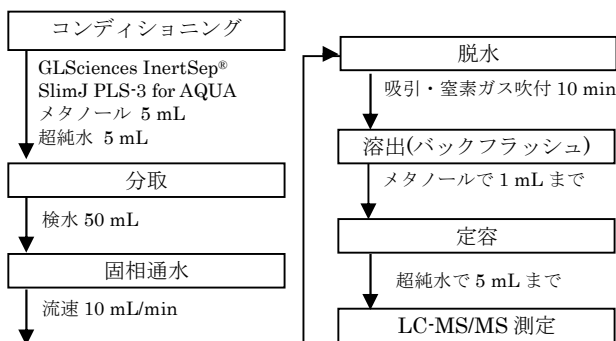 コンディショニング
GLSciences InertSep®
SlimJ PLS-3 for AQUA
メタノール 5 mL
超純水 5 mL
分取
検水 50 mL
固相通水
流速 10 mL/min
脱水
吸引・窒素ガス吹付 10 min
溶出(バックフラッシュ)
メタノールで 1 mL まで
定容
超純水で 5 mL まで
LC-MS/MS 測定